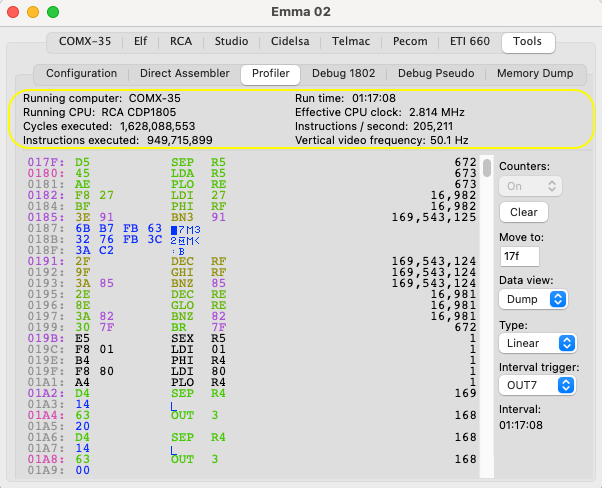 Emma 02
COMX-35 Elf RCA Studio Cidelsa Telmac Pecom ETI 660 Tools
Configuration Direct Assembler Profiler Debug 1802 Debug Pseudo Memory Dump
Running computer: COMX-35 Run time: 01:17:08
Running CPU: RCA CDP1805 Effective CPU clock: 2.814 MHz
Cycles executed: 1,628,088,553 Instructions / second: 205,211
Instructions executed: 949,715,899 Vertical video frequency: 50.1 Hz
017F: D5 SEP R5 672
0180: 45 LDA R5 673
0181: AE PLO RE 673
0182: F8 27 LDI 27 16,982
0184: BF PHI RF 16,982
0185: 3E 91 BN3 91 169,543,125
0187: 6B B7 FB 63 7M3
018B: 32 76 FB 3C 2 M<
018F: 3A C2 :B
0191: 2F DEC RF 169,543,124
0192: 9F GHI RF 169,543,124
0193: 3A 85 BNZ 85 169,543,124
0195: 2E DEC RE 16,981
0196: 8E GLO RE 16,981
0197: 3A 82 BNZ 82 16,981
0199: 30 7F BR 7F 672
019B: E5 SEX R5 1
019C: F8 01 LDI 01 1
019E: B4 PHI R4 1
019F: F8 80 LDI 80 1
01A1: A4 PLO R4 1
01A2: D4 SEP R4 169
01A3: 14
01A4: 63 OUT 3 168
01A5: 20
01A6: D4 SEP R4 168
01A7: 14
01A8: 63 OUT 3 168
01A9: 00
Counters:
On
Clear
Move to:
17f
Data view:
Dump
Type:
Linear
Interval trigger:
OUT7
Interval:
01:17:08